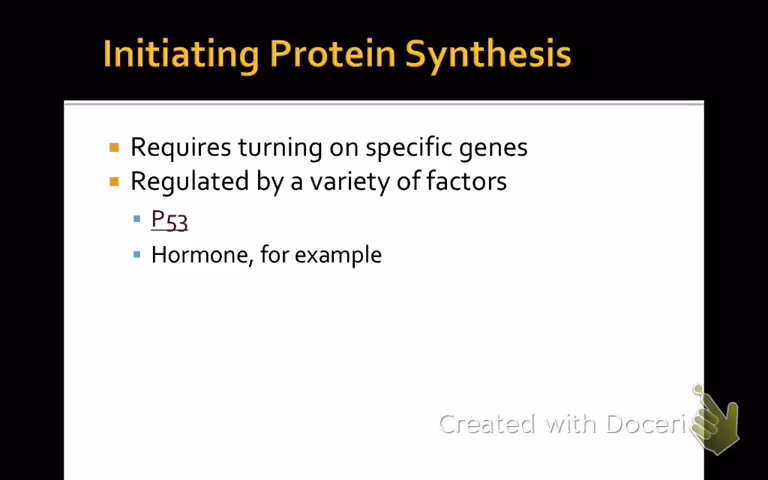 Initiating Protein Synthesis
Requires turning on specific genes
Regulated by a variety of factors
P53
Hormone, for example
Created with Doceri